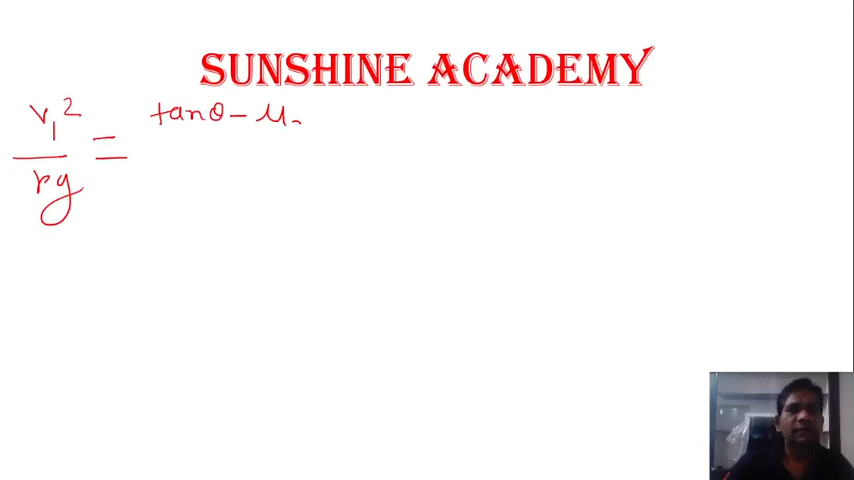 SUNSHINE ACADEMY
v₁²/rg = tanθ - μ